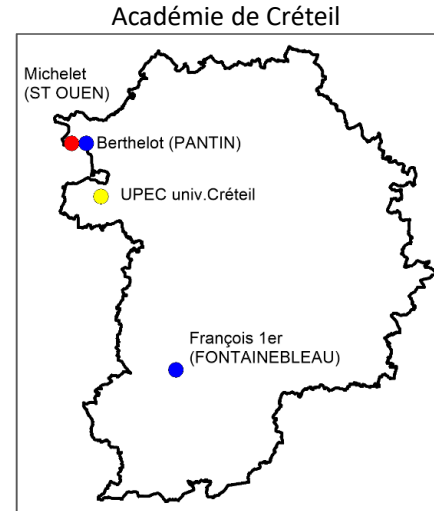 Académie de Créteil
Michelet
(ST OUEN)
Berthelot (PANTIN)
UPEC univ.Créteil
François 1er
(FONTAINEBLEAU)